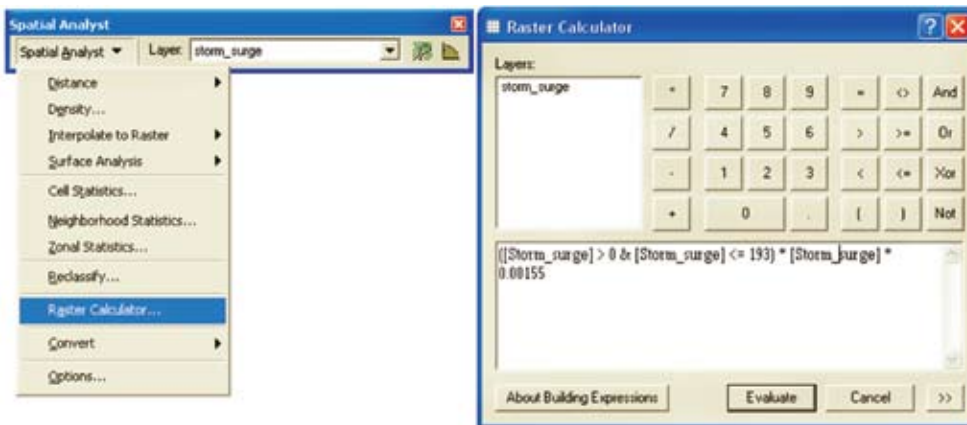 Spatial Analyst
Spatial Analyst Layer: storm_surge
Distance
Density...
Interpolate to Raster
Surface Analysis
Cell Statistics...
Neighborhood Statistics...
Zonal Statistics...
Reclassify...
Raster Calculator...
Convert
Options...
Raster Calculator
Layers:
storm_surge
* 7 8 9 = <> And
/ 4 5 6 > >= Or
- 1 2 3 < <= Xor
+ 0 . ( ) Not
([Storm_surge] > 0 & [Storm_surge] <= 193) * [Storm_surge] *
0.00155
About Building Expressions Evaluate Cancel >>